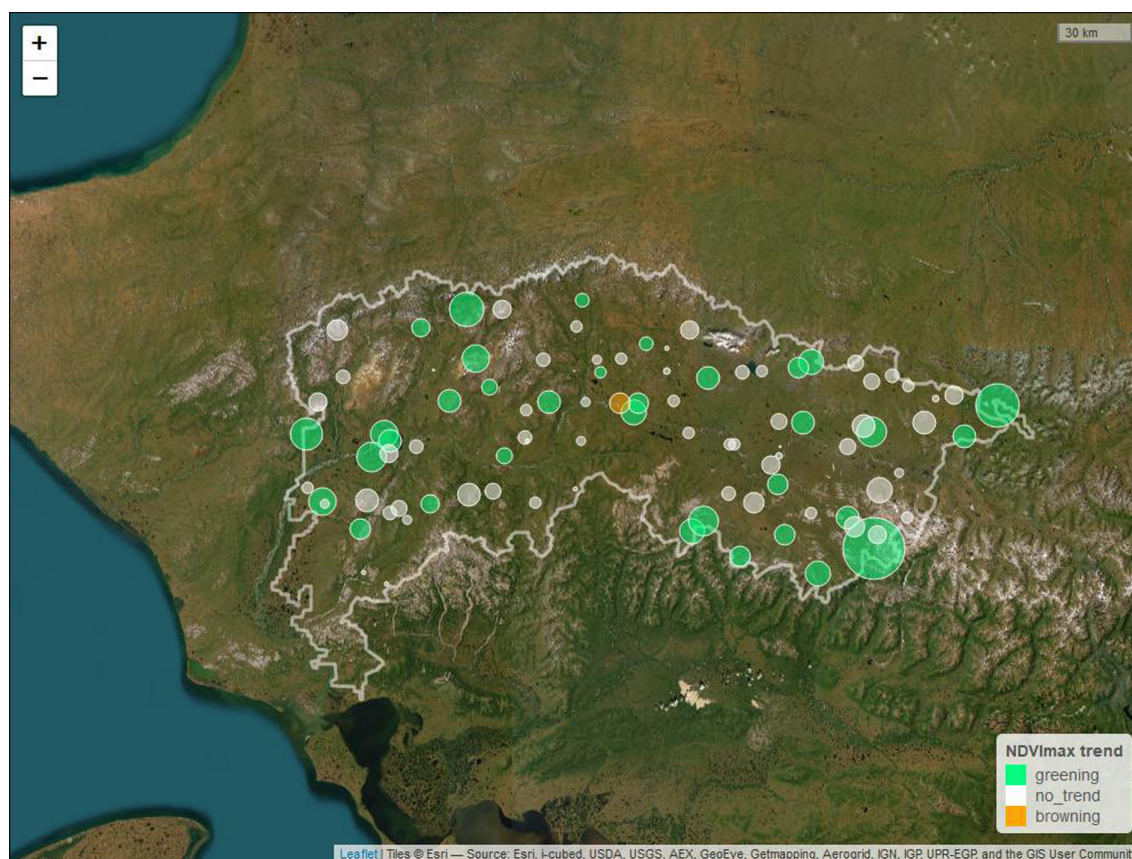 +
−
30 km
NDVImax trend
greening
no_trend
browning
Leaflet | Tiles © Esri — Source: Esri, i-cubed, USDA, USGS, AEX, GeoEye, Getmapping, Aerogrid, IGN, IGP, UPR-EGP, and the GIS User Communit